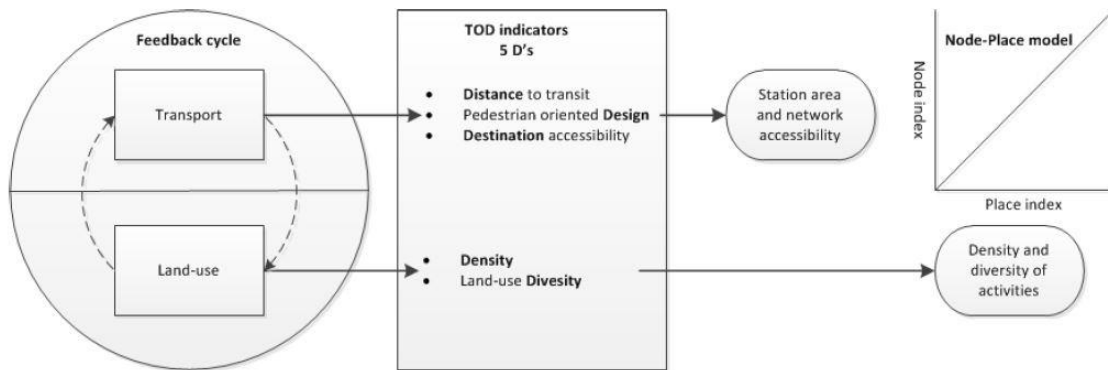 Feedback cycle
Transport
Land-use
TOD indicators
5 D's
• Distance to transit
• Pedestrian oriented Design
• Destination accessibility
• Density
• Land-use Divesity
Station area
and network
accessibility
Node-Place model
Node index
Place index
Density and
diversity of
activities